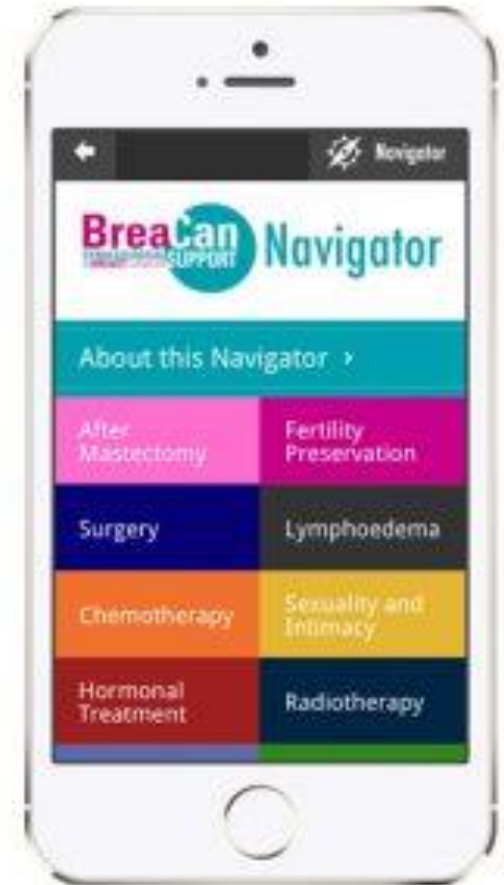 Navigator
BreaCan
SUPPORT
Navigator
About this Navigator ›
After
Mastectomy
Fertility
Preservation
Surgery
Lymphoedema
Chemotherapy
Sexuality and
Intimacy
Hormonal
Treatment
Radiotherapy